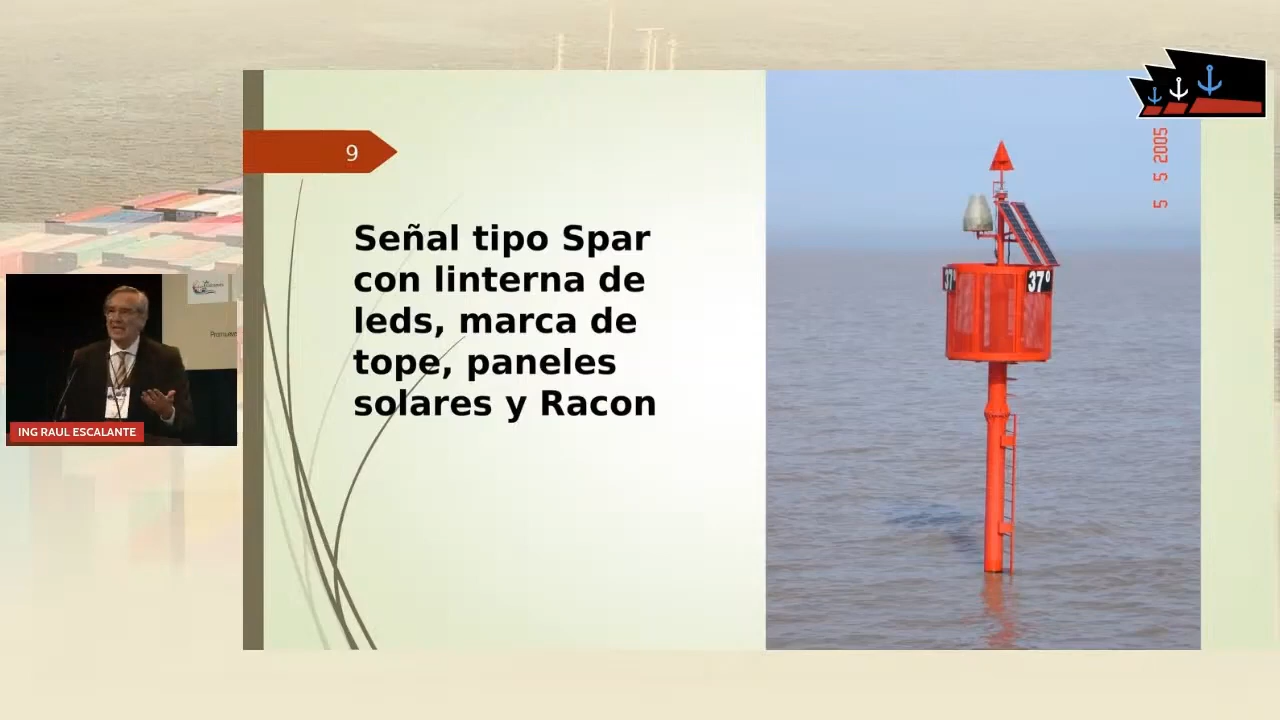 9
Señal tipo Spar
con linterna de
leds, marca de
tope, paneles
solares y Racon
5 5 2005
37º
ING RAUL ESCALANTE